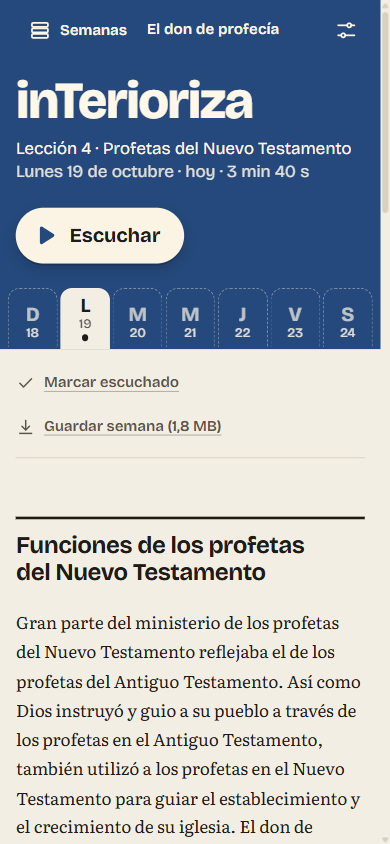 Semanas El don de profecía
inTerioriza
Lección 4 · Profetas del Nuevo Testamento
Lunes 19 de octubre · hoy · 3 min 40 s
Escuchar
D L M M J V S
18 19 20 21 22 23 24
Marcar escuchado
Guardar semana (1,8 MB)
Funciones de los profetas
del Nuevo Testamento
Gran parte del ministerio de los profetas
del Nuevo Testamento reflejaba el de los
profetas del Antiguo Testamento. Así como
Dios instruyó y guio a su pueblo a través de
los profetas en el Antiguo Testamento,
también utilizó a los profetas en el Nuevo
Testamento para guiar el establecimiento y
el crecimiento de su iglesia. El don de